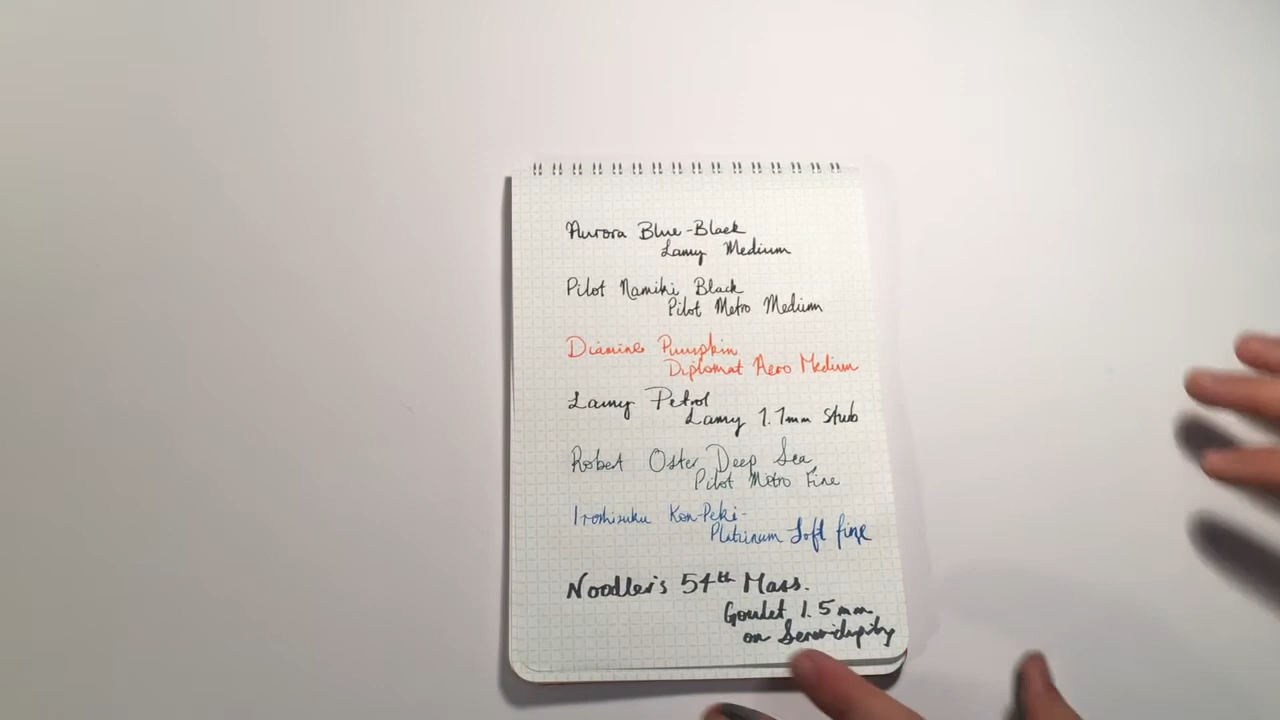 Aurora Blue-Black
Lamy Medium
Pilot Namiki Black
Pilot Metro Medium
Diamine Pumpkin
Diplomat Aero Medium
Lamy Petrol
Lamy 1.1mm Stub
Robert Oster Deep Sea
Pilot Metro Fine
Iroshizuku Kon-Peki-
Platinum Soft fine
Noodler's 54th Mass.
Goulet 1.5mm
on Serendipity